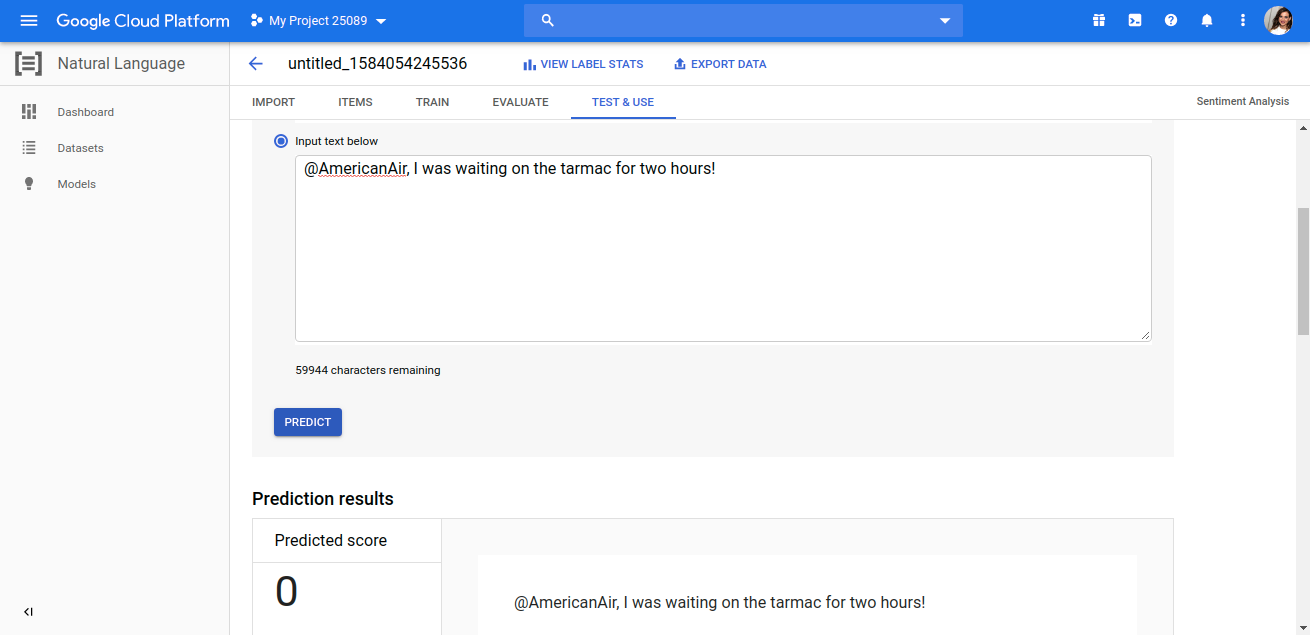 Google Cloud Platform My Project 25089
Natural Language
untitled_1584054245536 VIEW LABEL STATS EXPORT DATA
Dashboard
Datasets
Models
IMPORT ITEMS TRAIN EVALUATE TEST & USE Sentiment Analysis
Input text below
@AmericanAir, I was waiting on the tarmac for two hours!
59944 characters remaining
PREDICT
Prediction results
Predicted score
0
@AmericanAir, I was waiting on the tarmac for two hours!